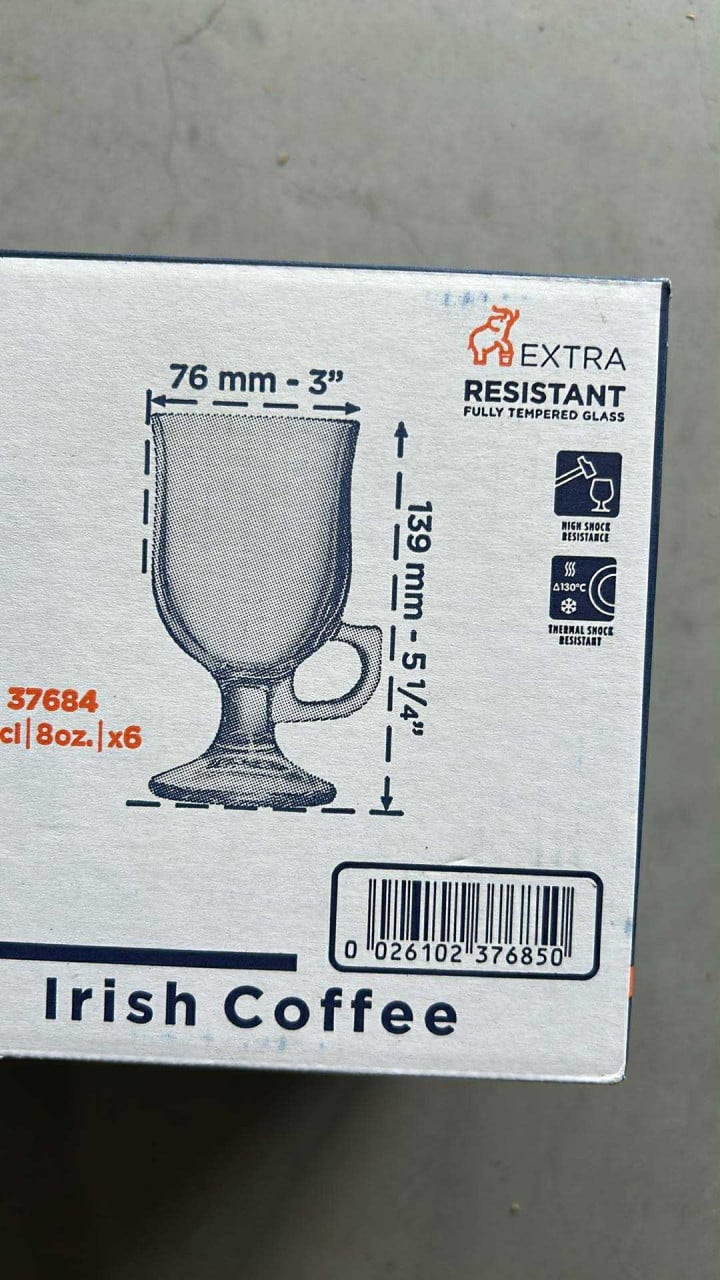 76 mm - 3”
EXTRA
RESISTANT
FULLY TEMPERED GLASS
HIGH SHOCK
RESISTANCE
Δ130°C
THERMAL SHOCK
RESISTANT
139 mm - 5 1/4”
37684
cl|8oz.|x6
0 026102 376850
Irish Coffee